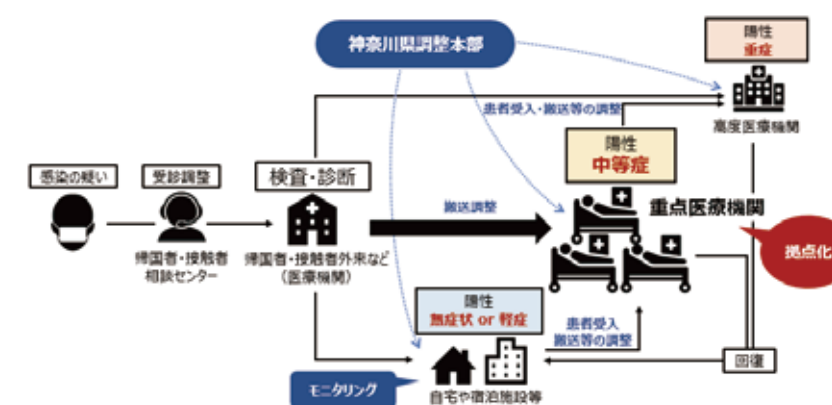 神奈川県調整本部
陽性
重症
高度医療機関
患者受入・搬送等の調整
陽性
中等症
重点医療機関
拠点化
感染の疑い
受診調整
検査・診断
搬送調整
帰国者・接触者
相談センター
帰国者・接触者外来など
(医療機関)
陽性
無症状 or 軽症
患者受入
搬送等の調整
回復
モニタリング
自宅や宿泊施設等